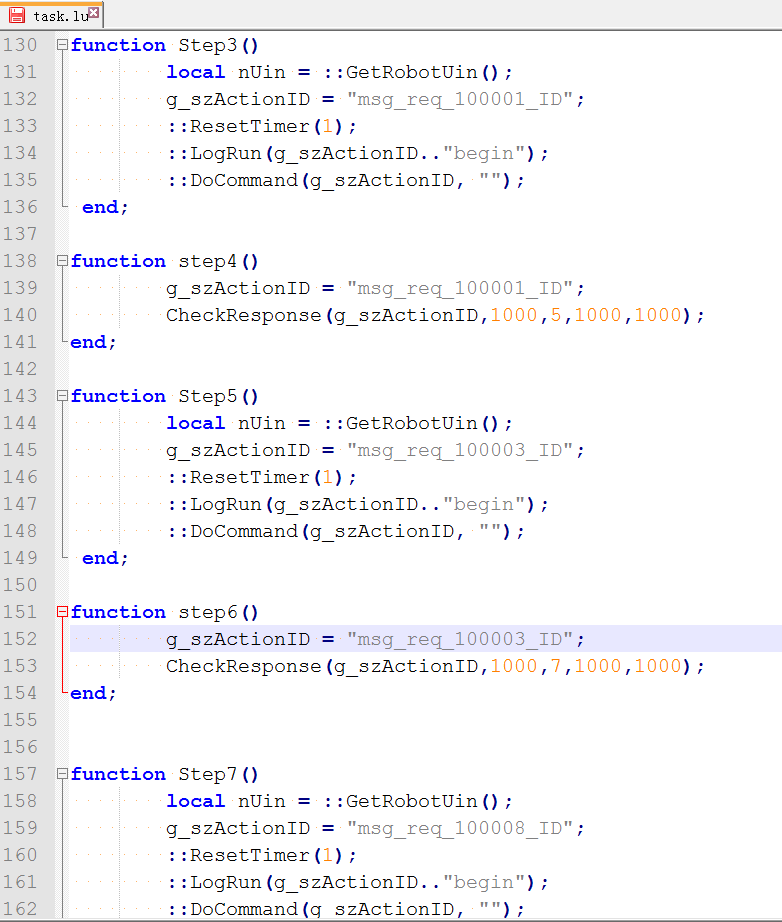 task.lu
130 function Step3()
131 local nUin = ::GetRobotUin();
132 g_szActionID = "msg_req_100001_ID";
133 ::ResetTimer(1);
134 ::LogRun(g_szActionID.."begin");
135 ::DoCommand(g_szActionID, "");
136 end;
137
138 function step4()
139 g_szActionID = "msg_req_100001_ID";
140 CheckResponse(g_szActionID,1000,5,1000,1000);
141 end;
142
143 function Step5()
144 local nUin = ::GetRobotUin();
145 g_szActionID = "msg_req_100003_ID";
146 ::ResetTimer(1);
147 ::LogRun(g_szActionID.."begin");
148 ::DoCommand(g_szActionID, "");
149 end;
150
151 function step6()
152 g_szActionID = "msg_req_100003_ID";
153 CheckResponse(g_szActionID,1000,7,1000,1000);
154 end;
155
156
157 function Step7()
158 local nUin = ::GetRobotUin();
159 g_szActionID = "msg_req_100008_ID";
160 ::ResetTimer(1);
161 ::LogRun(g_szActionID.."begin");
162 ::DoCommand(g_szActionID, "");